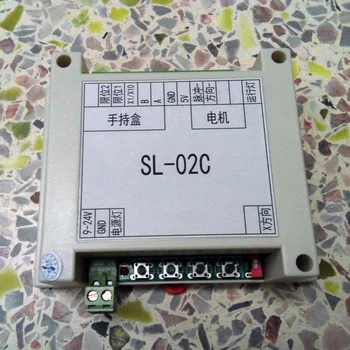 限位2
限位1
X1/X10
B
A
GND
5V
脉冲-
方向-
运行灯
手持盒
电机
SL-02C
9-24V
GND
电源灯
X方向